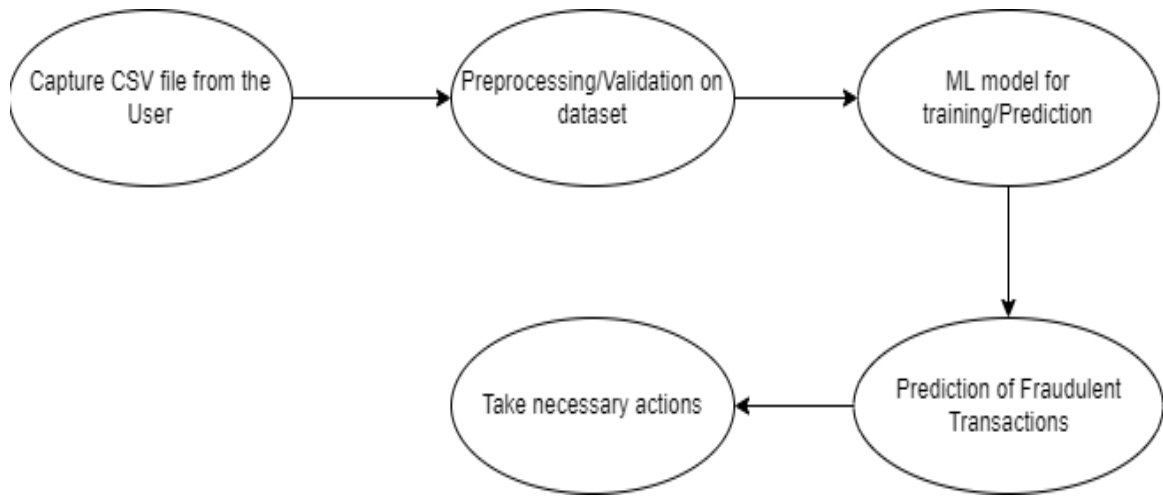 Capture CSV file from the
User
Preprocessing/Validation on
dataset
ML model for
training/Prediction
Prediction of Fraudulent
Transactions
Take necessary actions